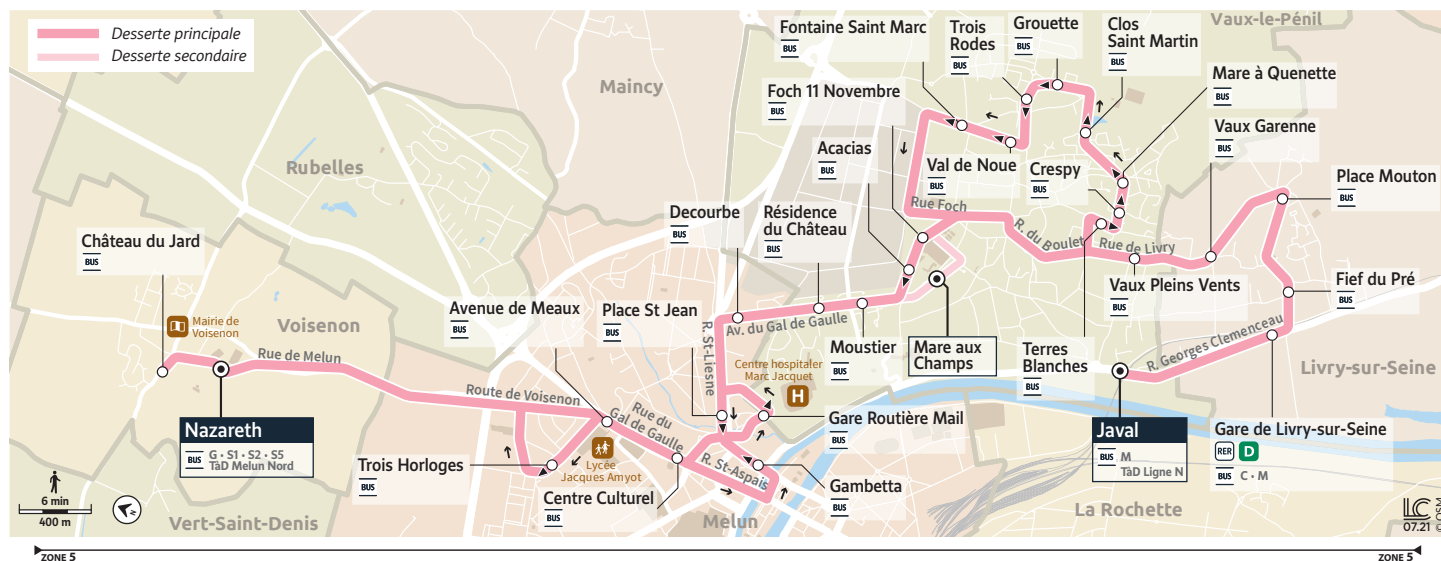 Desserte principale
Desserte secondaire
Fontaine Saint Marc
BUS
Trois
Rodes
BUS
Grouette
BUS
Clos
Saint Martin
BUS
Vaux-le-Pénil
Maincy
Foch 11 Novembre
BUS
Mare à Quenette
BUS
Acacias
BUS
Vaux Garenne
BUS
Rubelles
Val de Noue
BUS
Crespy
BUS
Place Mouton
BUS
Rue Foch
Decourbe
BUS
Résidence
du Château
BUS
R. du Boulet
Rue de Livry
Château du Jard
BUS
Vaux Pleins Vents
BUS
Fief du Pré
BUS
Avenue de Meaux
BUS
Place St Jean
BUS
Av. du Gal de Gaulle
Mairie de
Voisenon
Voisenon
Rue de Melun
R. St-Liesne
Moustier
BUS
Mare aux
Champs
Terres
Blanches
BUS
R. Georges Clemenceau
Livry-sur-Seine
Centre hospitaler
Marc Jacquet
H
Route de Voisenon
Rue du
Gal de Gaulle
Gare Routière Mail
BUS
Nazareth
BUS G • S1 • S2 • S5
TàD Melun Nord
Javal
BUS M
TàD Ligne N
Gare de Livry-sur-Seine
RER D
BUS C • M
Trois Horloges
BUS
Lycée
Jacques Amyot
R. St-Aspais
Gambetta
BUS
Centre Culturel
BUS
6 min
400 m
Vert-Saint-Denis
Melun
La Rochette
LC
07.21
© OSM
ZONE 5
ZONE 5